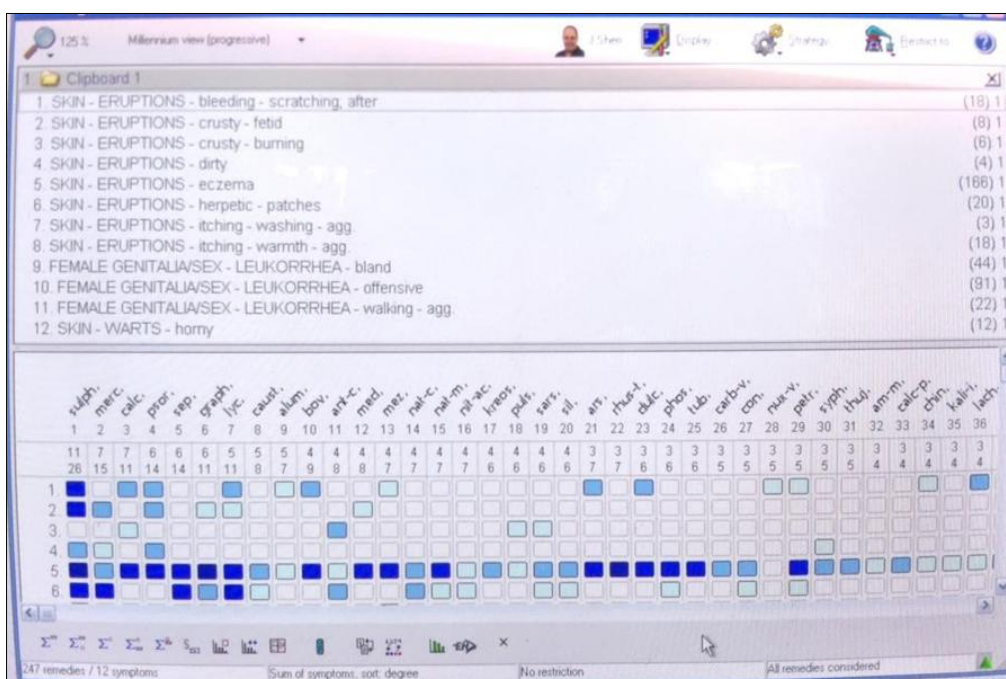 125 %
Millennium view (progressive)
Display
Strategy
Restrict to
1. Clipboard 1
1. SKIN - ERUPTIONS - bleeding - scratching; after (18) 1
2. SKIN - ERUPTIONS - crusty - fetid (8) 1
3. SKIN - ERUPTIONS - crusty - burning (6) 1
4. SKIN - ERUPTIONS - dirty (4) 1
5. SKIN - ERUPTIONS - eczema (166) 1
6. SKIN - ERUPTIONS - herpetic - patches (20) 1
7. SKIN - ERUPTIONS - itching - washing - agg. (3) 1
8. SKIN - ERUPTIONS - itching - warmth - agg. (18) 1
9. FEMALE GENITALIA/SEX - LEUKORRHEA - bland (44) 1
10. FEMALE GENITALIA/SEX - LEUKORRHEA - offensive (91) 1
11. FEMALE GENITALIA/SEX - LEUKORRHEA - walking - agg. (22) 1
12. SKIN - WARTS - horny (12) 1
sulph. merc. calc. psor. sep. graph. lyc. caust. alum. bov. ant-c. med. mez. nat-c. nat-m. nit-ac. kreos. puls. sars. sil. ars. rhus-t. dulc. phos. tub. carb-v. con. nux-v. petr. syph. thuj. am-m. calc-p. chin. kali-i. lach.
1 2 3 4 5 6 7 8 9 10 11 12 13 14 15 16 17 18 19 20 21 22 23 24 25 26 27 28 29 30 31 32 33 34 35 36
11 7 7 6 6 6 5 5 5 4 4 4 4 4 4 4 4 4 4 4 3 3 3 3 3 3 3 3 3 3 3 3 3 3 3 3
26 15 11 14 14 11 11 8 7 9 8 8 7 7 7 7 6 6 6 6 7 7 6 6 6 5 5 5 5 5 5 4 4 4 4 4
1.
2.
3.
4.
5.
6.
247 remedies / 12 symptoms
Sum of symptoms, sort: degree
No restriction
All remedies considered